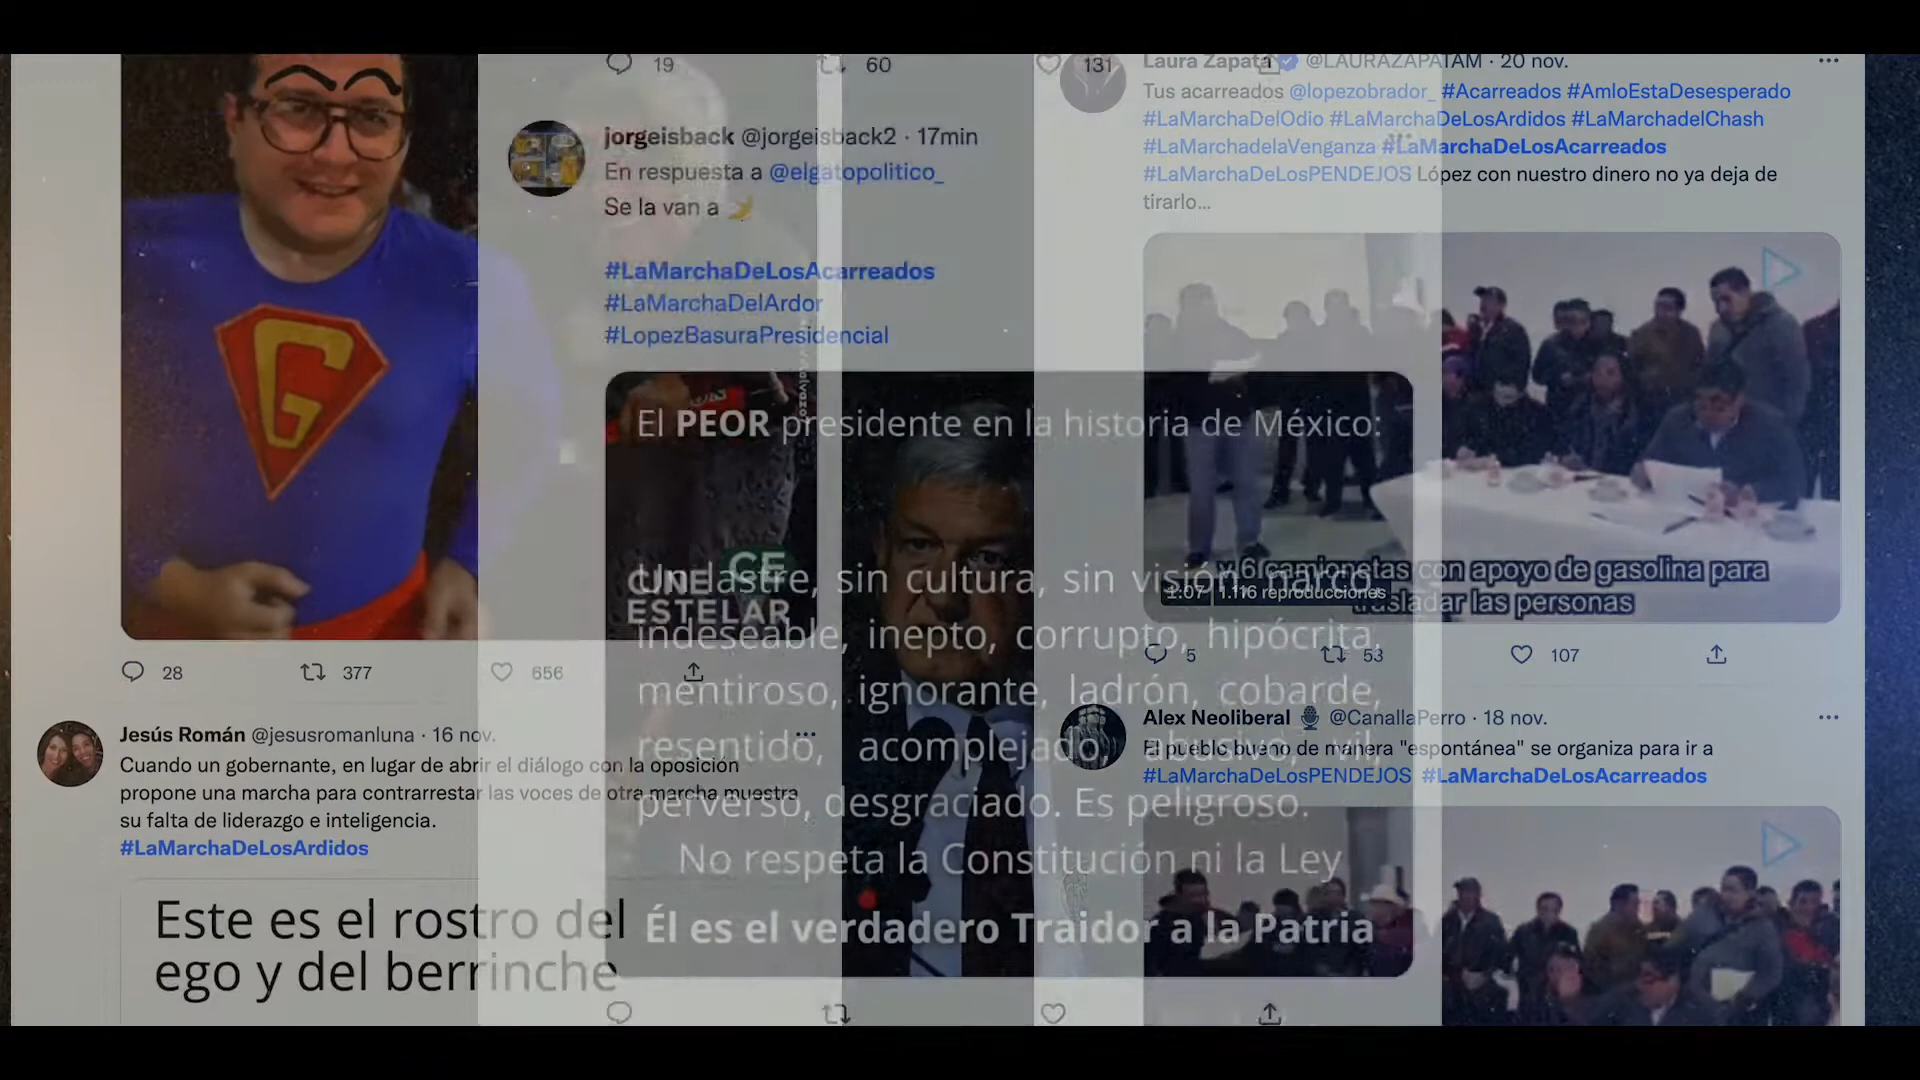 G
28 377 656
Jesús Román @jesusromanluna · 16 nov.
Cuando un gobernante, en lugar de abrir el diálogo con la oposición
propone una marcha para contrarrestar las voces de otra marcha muestra
su falta de liderazgo e inteligencia.
#LaMarchaDeLosArdidos
Este es el rostro del
ego y del berrinche
19 60 131
jorgeisback @jorgeisback2 · 17min
En respuesta a @elgatopolitico_
Se la van a
#LaMarchaDeLosAcarreados
#LaMarchaDelArdor
#LopezBasuraPresidencial
El PEOR presidente en la historia de México:
Un lastre, sin cultura, sin visión, narco,
indeseable, inepto, corrupto, hipócrita,
mentiroso, ignorante, ladrón, cobarde,
resentido, acomplejado, abusivo, vil,
perverso, desgraciado. Es peligroso.
No respeta la Constitución ni la Ley
Él es el verdadero Traidor a la Patria
CINE CE
ESTELAR
Laura Zapata @LAURAZAPATAM · 20 nov.
Tus acarreados @lopezobrador_ #Acarreados #AmloEstaDesesperado
#LaMarchaDelOdio #LaMarchaDeLosArdidos #LaMarchadelChash
#LaMarchadelaVenganza #LaMarchaDeLosAcarreados
#LaMarchaDeLosPENDEJOS López con nuestro dinero no ya deja de
tirarlo...
y 6 camionetas con apoyo de gasolina para
trasladar las personas
1:07 1.116 reproducciones
5 53 107
Alex Neoliberal @CanallaPerro · 18 nov.
El pueblo bueno de manera "espontánea" se organiza para ir a
#LaMarchaDeLosPENDEJOS #LaMarchaDeLosAcarreados